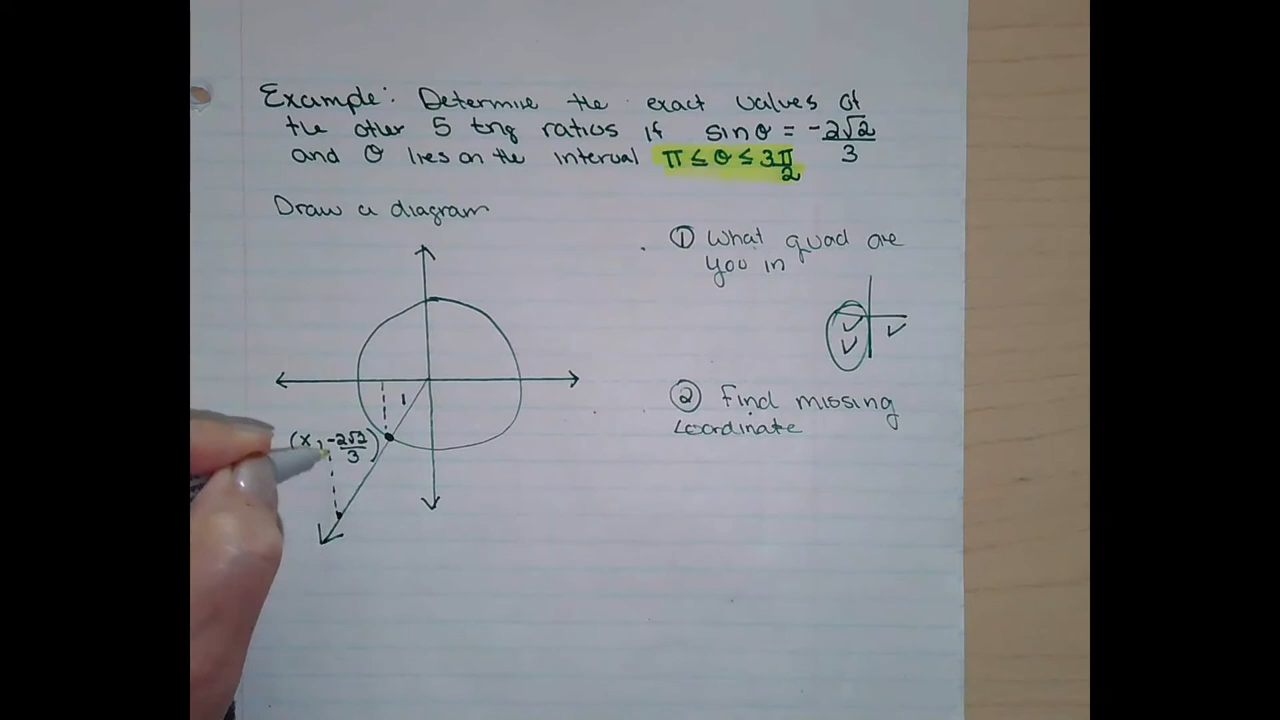 Example: Determine the exact values of
the other 5 trig ratios if sin θ = -2√2/3
and θ lies on the interval π ≤ θ ≤ 3π/2
Draw a diagram
① What quad are
you in
② Find missing
coordinate
1
(x, -2√2/3)